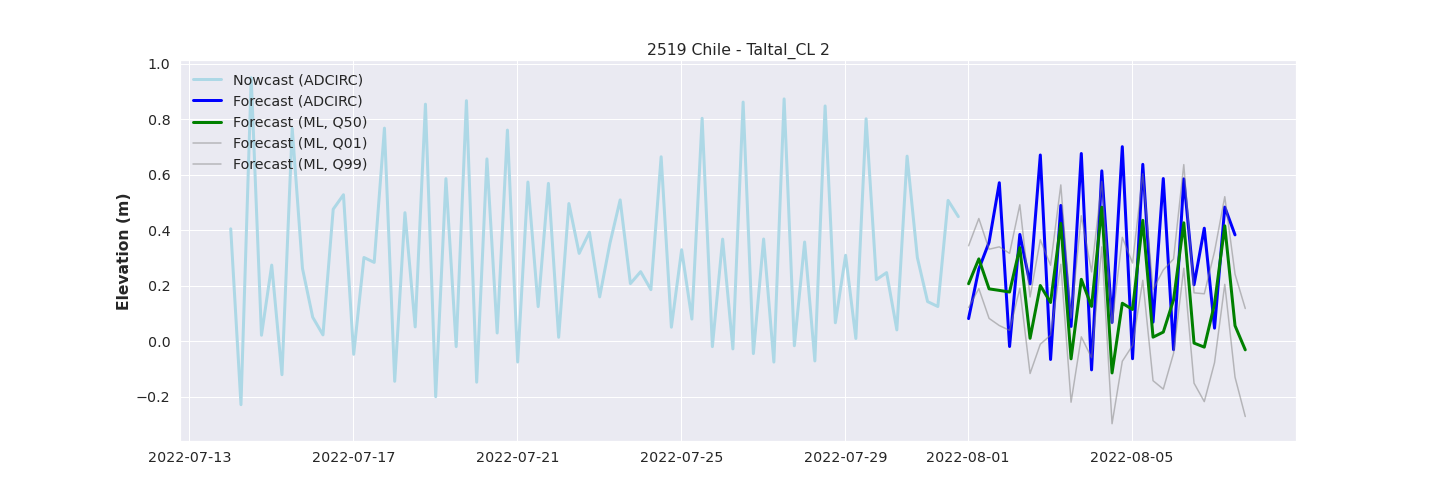 2519 Chile - Taltal_CL 2
1.0
0.8
0.6
0.4
0.2
0.0
−0.2
Elevation (m)
Nowcast (ADCIRC)
Forecast (ADCIRC)
Forecast (ML, Q50)
Forecast (ML, Q01)
Forecast (ML, Q99)
2022-07-13 2022-07-17 2022-07-21 2022-07-25 2022-07-29 2022-08-01 2022-08-05